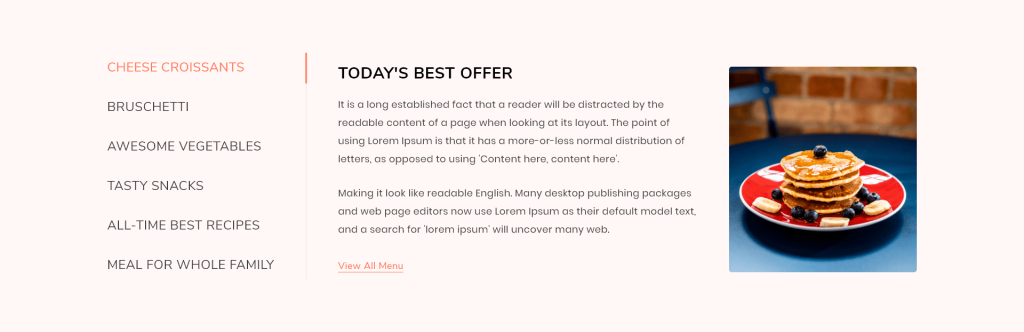 CHEESE CROISSANTS
BRUSCHETTI
AWESOME VEGETABLES
TASTY SNACKS
ALL-TIME BEST RECIPES
MEAL FOR WHOLE FAMILY
TODAY'S BEST OFFER
It is a long established fact that a reader will be distracted by the
readable content of a page when looking at its layout. The point of
using Lorem Ipsum is that it has a more-or-less normal distribution of
letters, as opposed to using 'Content here, content here'.
Making it look like readable English. Many desktop publishing packages
and web page editors now use Lorem Ipsum as their default model text,
and a search for 'lorem ipsum' will uncover many web.
View All Menu